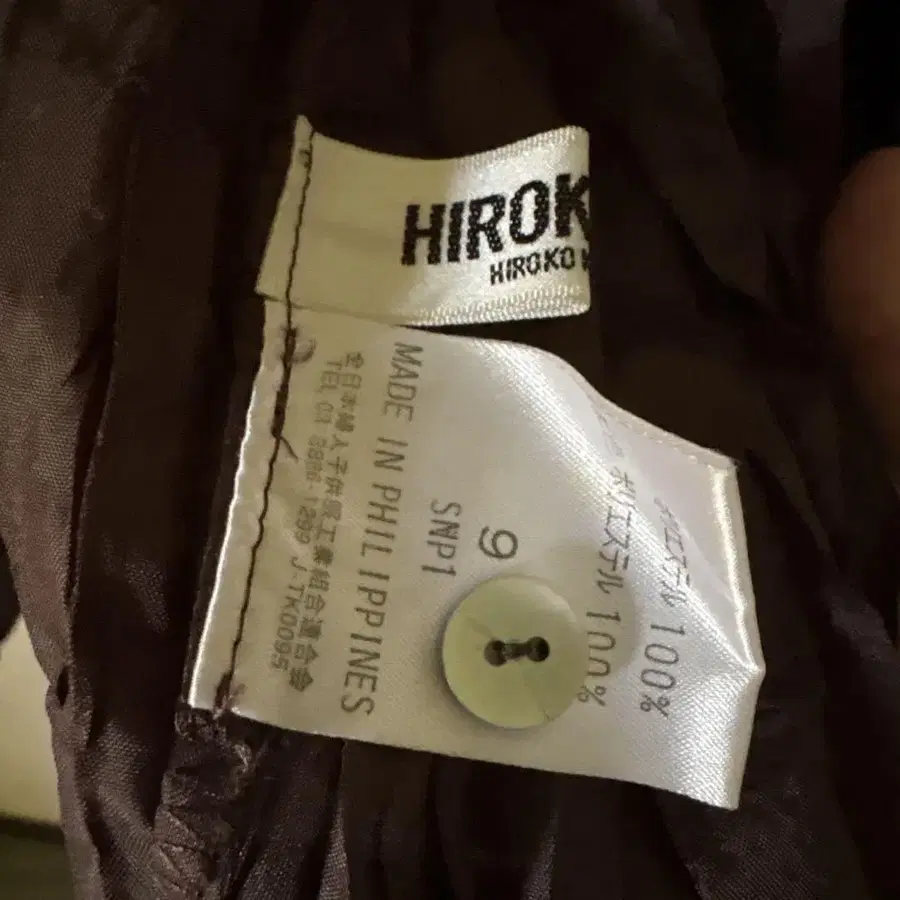 HIROK
HIROKO
ポリエステル 100%
ポリエステル 100%
9
SNP1
MADE IN PHILIPPINES
全日本婦人子供服工業組合連合会
TEL 03 3866-1299 J-TK0095